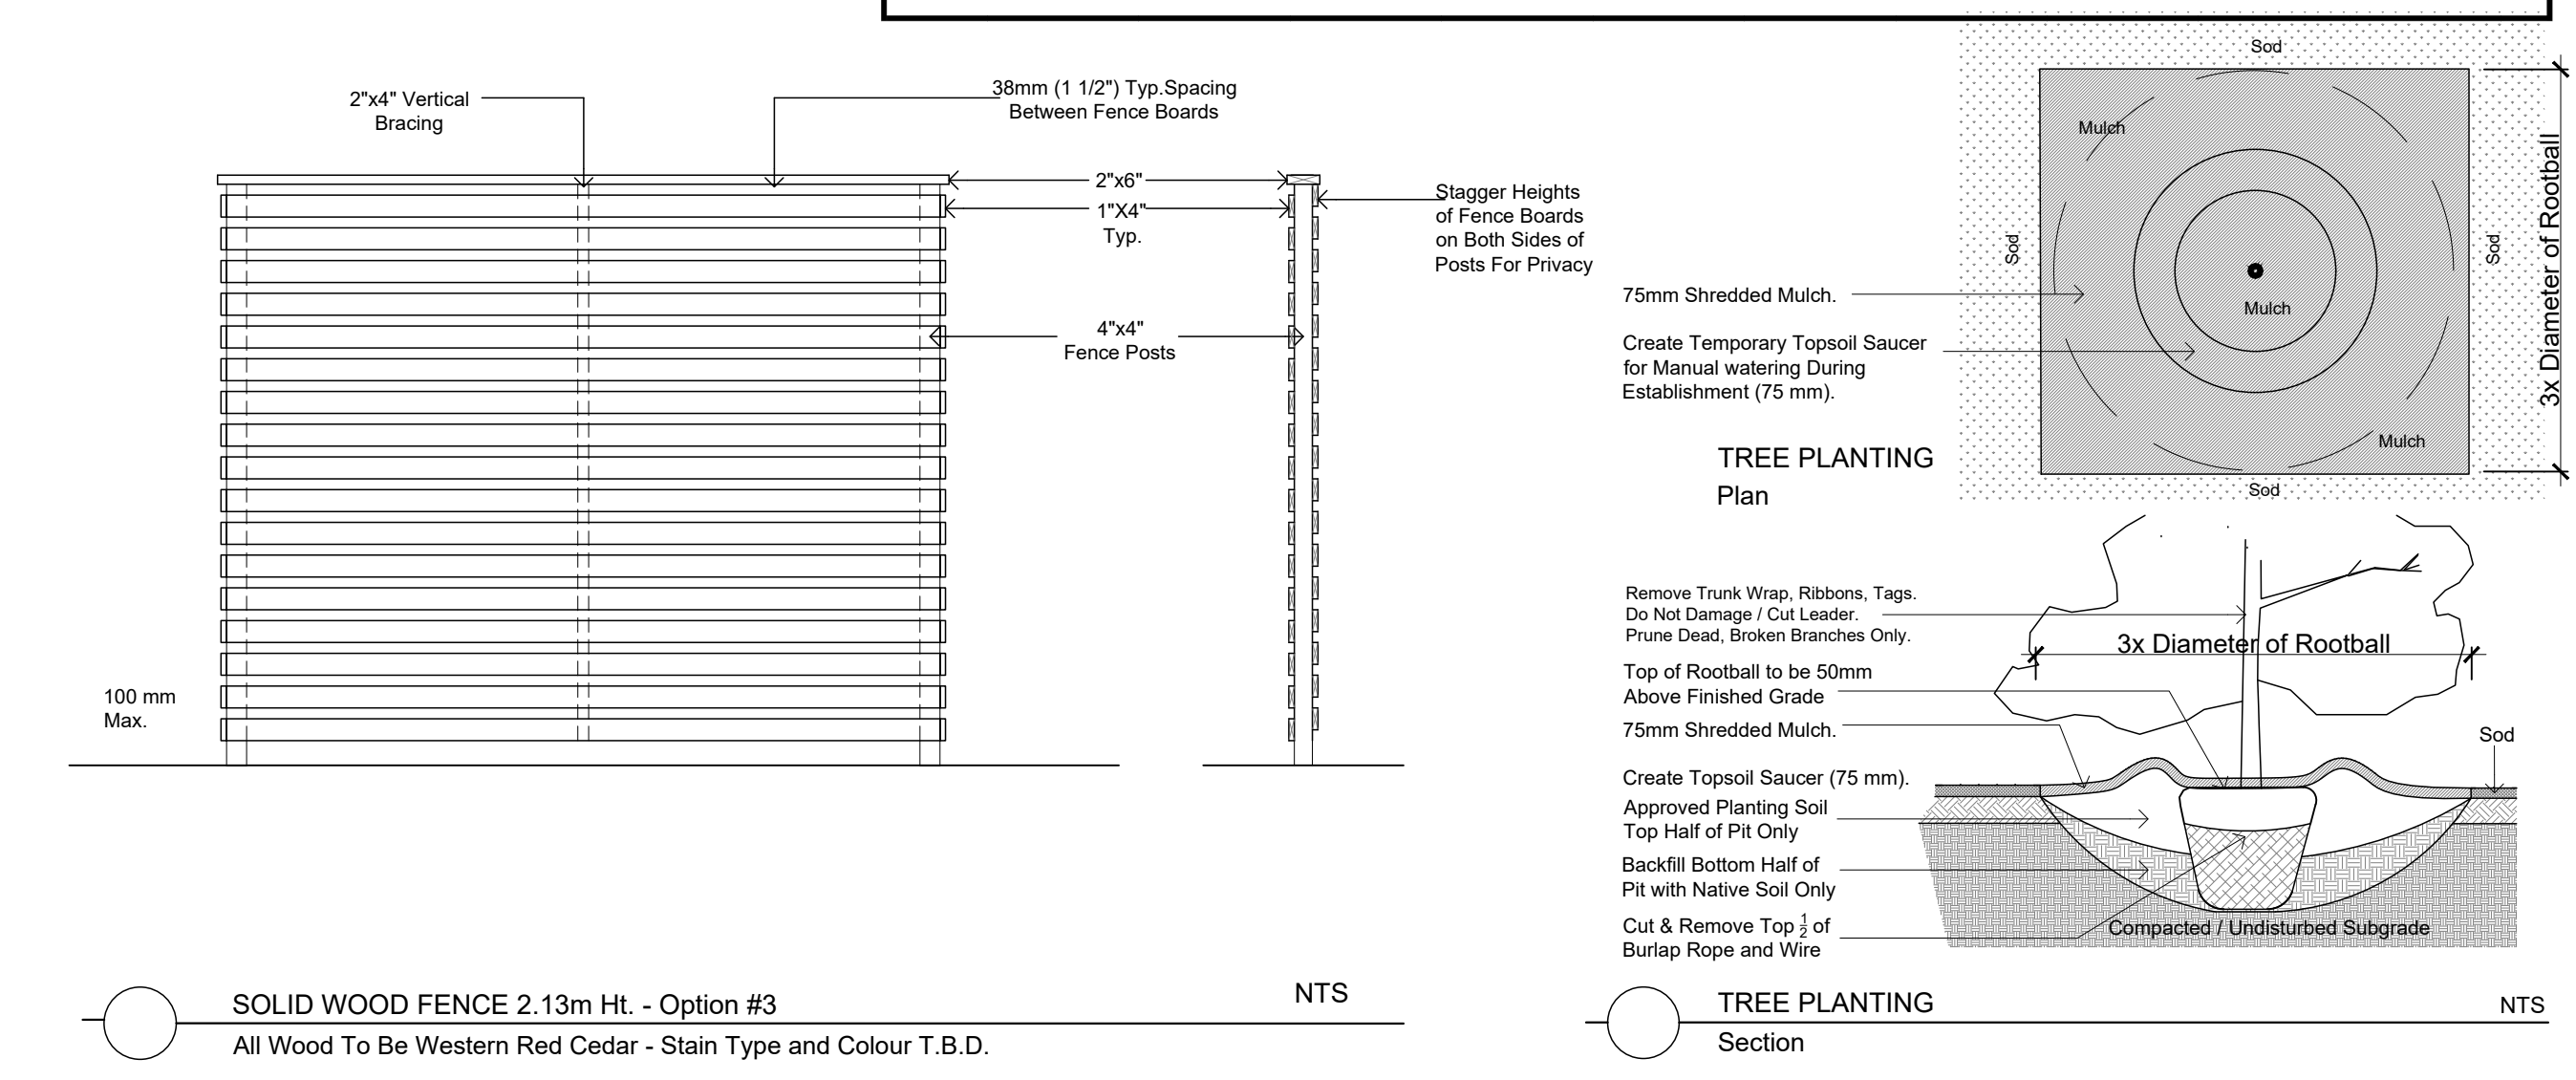 2"x4" Vertical
Bracing
38mm (1 1/2") Typ.Spacing
Between Fence Boards
2"x6"
1"X4"
Typ.
Stagger Heights
of Fence Boards
on Both Sides of
Posts For Privacy
4"x4"
Fence Posts
100 mm
Max.
SOLID WOOD FENCE 2.13m Ht. - Option #3
NTS
All Wood To Be Western Red Cedar - Stain Type and Colour T.B.D.
Sod
Mulch
Sod
Sod
3x Diameter of Rootball
Mulch
Mulch
Sod
75mm Shredded Mulch.
Create Temporary Topsoil Saucer
for Manual watering During
Establishment (75 mm).
TREE PLANTING
Plan
Remove Trunk Wrap, Ribbons, Tags.
Do Not Damage / Cut Leader.
Prune Dead, Broken Branches Only.
3x Diameter of Rootball
Top of Rootball to be 50mm
Above Finished Grade
75mm Shredded Mulch.
Sod
Create Topsoil Saucer (75 mm).
Approved Planting Soil
Top Half of Pit Only
Backfill Bottom Half of
Pit with Native Soil Only
Cut & Remove Top 1/2 of
Burlap Rope and Wire
Compacted / Undisturbed Subgrade
TREE PLANTING
NTS
Section